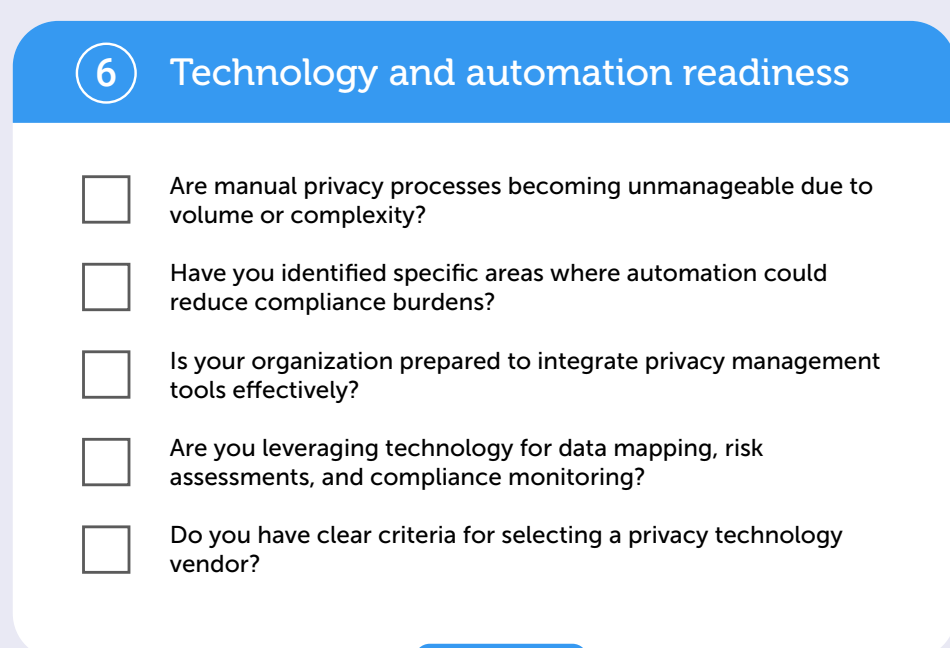 6 Technology and automation readiness
Are manual privacy processes becoming unmanageable due to
volume or complexity?
Have you identified specific areas where automation could
reduce compliance burdens?
Is your organization prepared to integrate privacy management
tools effectively?
Are you leveraging technology for data mapping, risk
assessments, and compliance monitoring?
Do you have clear criteria for selecting a privacy technology
vendor?